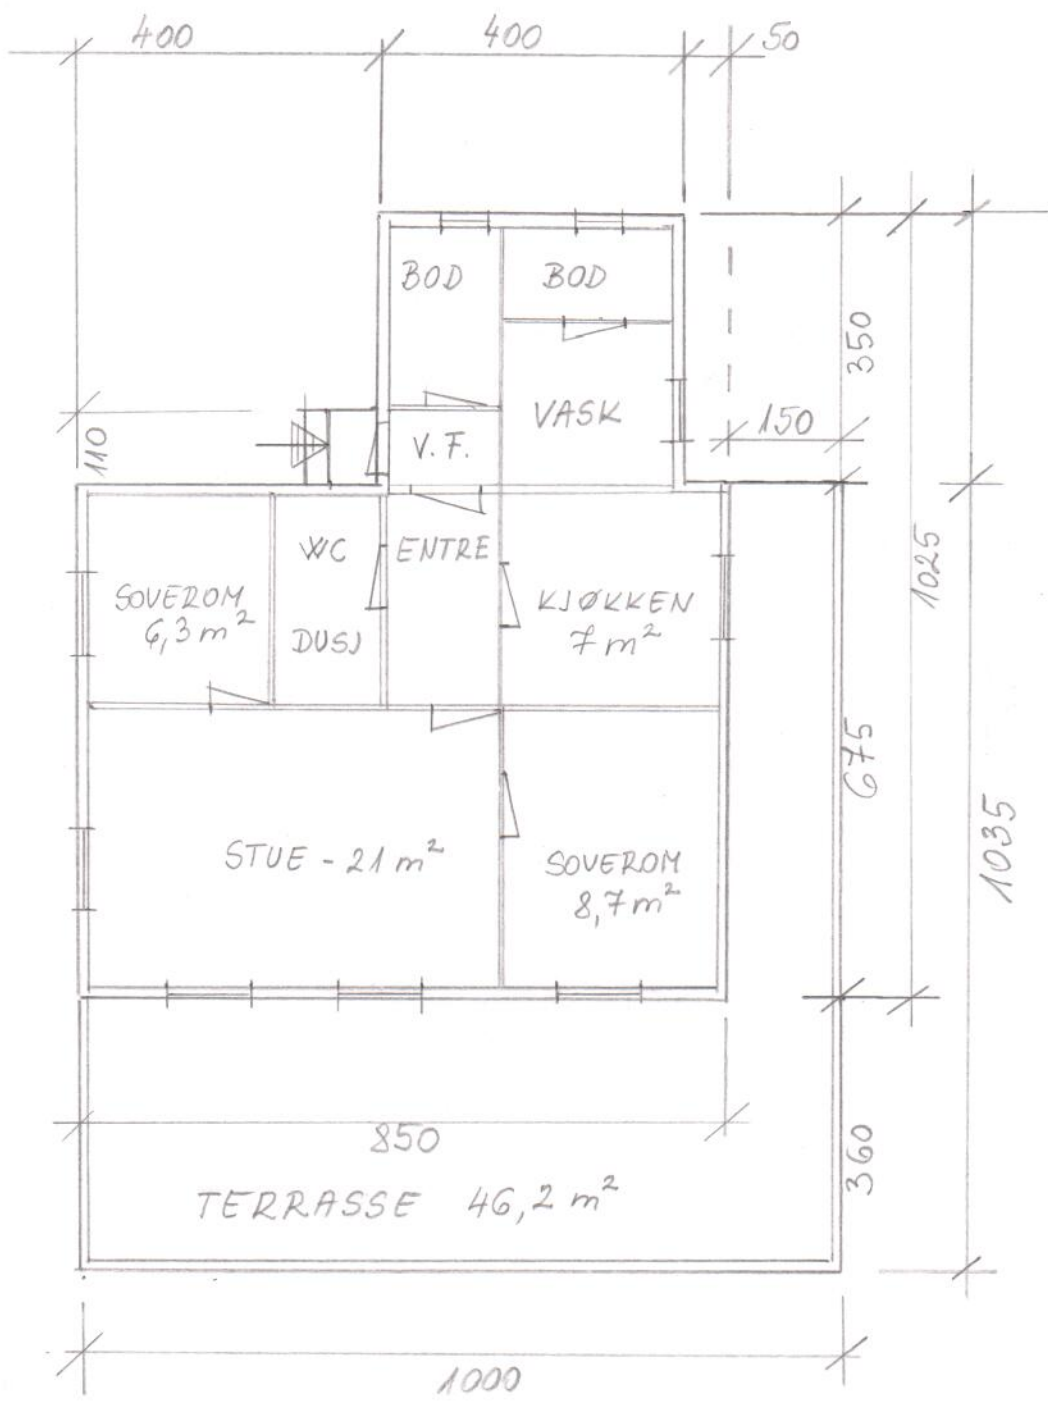 400
400
50
BOD
BOD
350
VASK
150
110
V.F.
1025
WC
ENTRE
SOVEROM
6,3 m²
KJØKKEN
7 m²
DUSJ
675
STUE - 21 m²
SOVEROM
8,7 m²
1035
850
360
TERRASSE 46,2 m²
1000